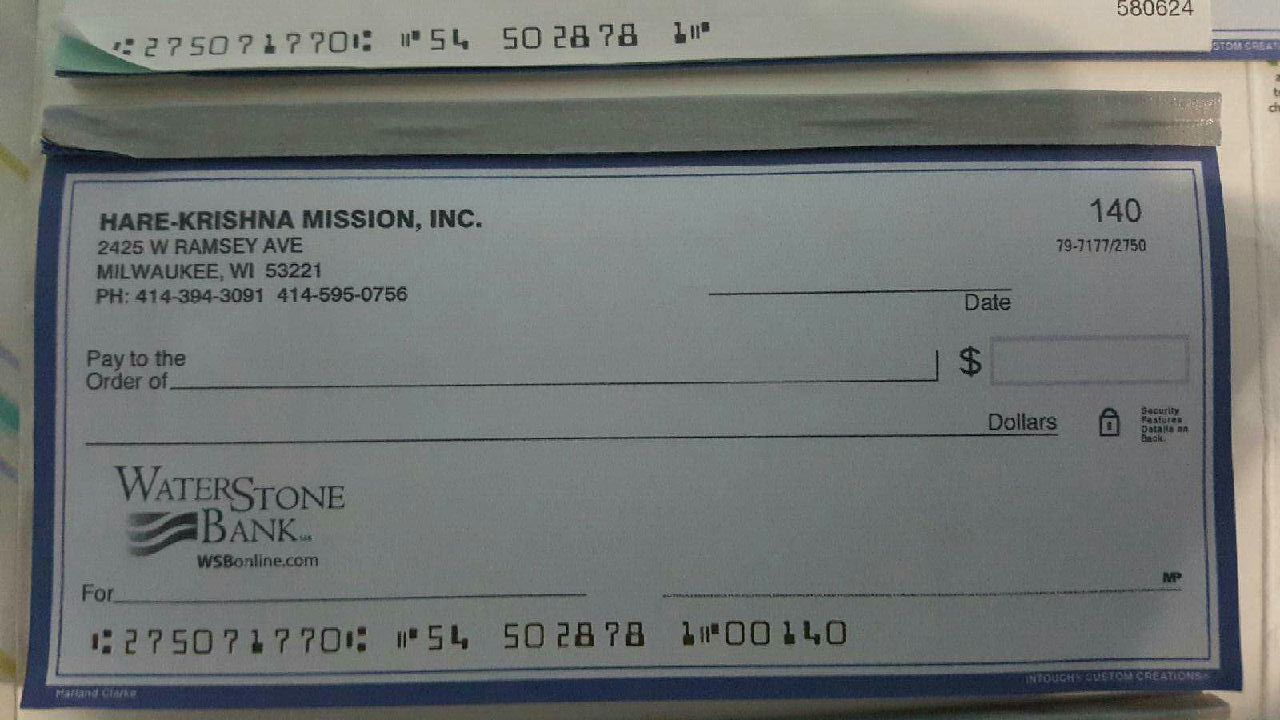 580624
⑆275071770⑆ ⑈54 502878 1⑈
HARE-KRISHNA MISSION, INC.
2425 W RAMSEY AVE
MILWAUKEE, WI 53221
PH: 414-394-3091 414-595-0756
140
79-7177/2750
Date
Pay to the
Order of
$
Dollars
Security
Features
Details on
Back.
WATERSTONE
BANK
WSBonline.com
For
MP
⑆275071770⑆ ⑈54 502878 1⑈00140
Harland Clarke
INTOUCH® CUSTOM CREATIONS®